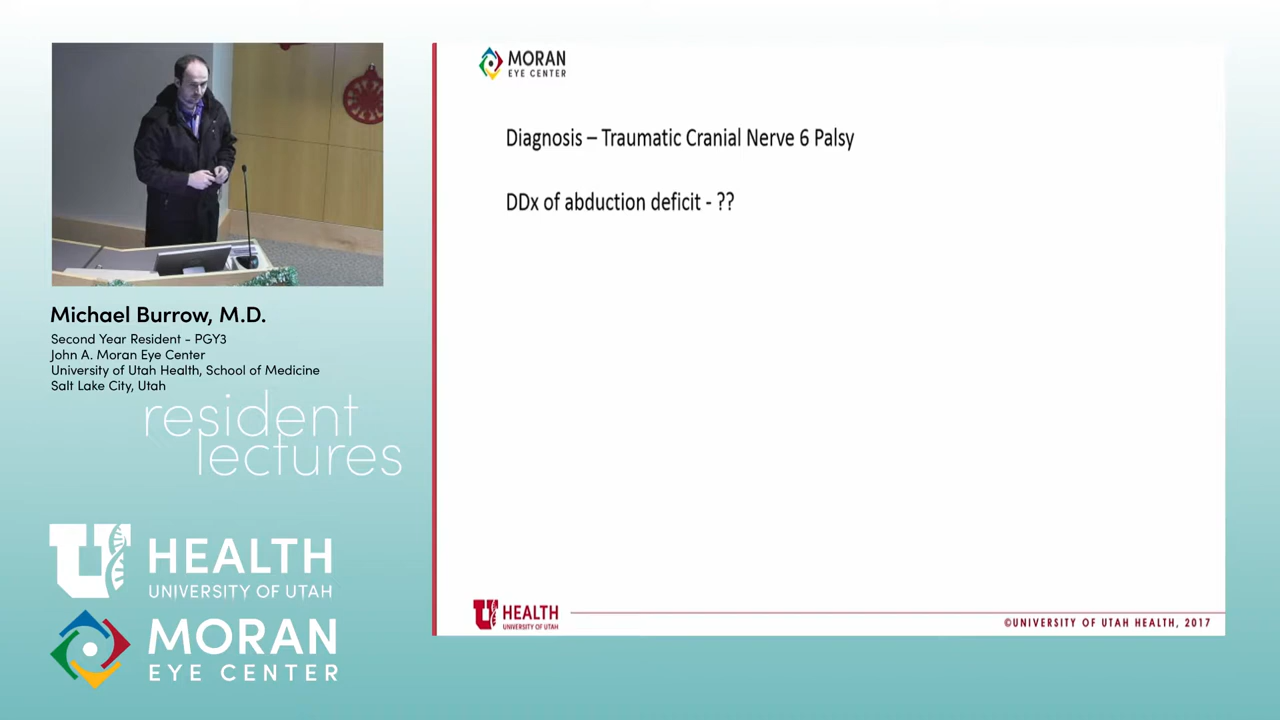 Michael Burrow, M.D.
Second Year Resident - PGY3
John A. Moran Eye Center
University of Utah Health, School of Medicine
Salt Lake City, Utah
resident
lectures
U HEALTH
UNIVERSITY OF UTAH
MORAN
EYE CENTER
MORAN
EYE CENTER
Diagnosis – Traumatic Cranial Nerve 6 Palsy
DDx of abduction deficit - ??
U HEALTH
UNIVERSITY OF UTAH
©UNIVERSITY OF UTAH HEALTH, 2017